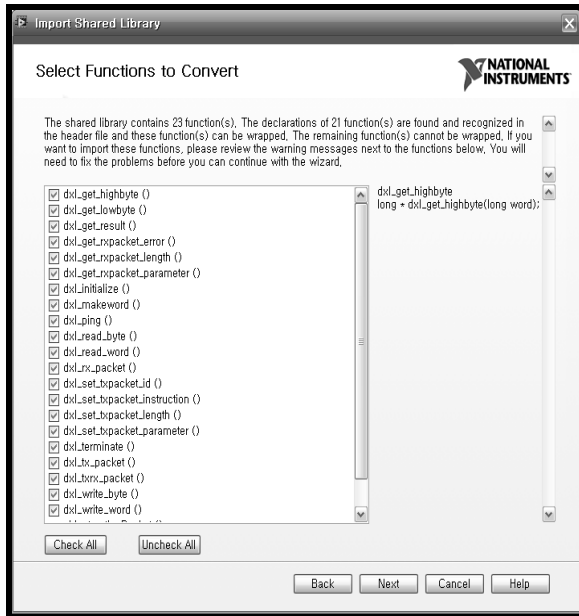 Import Shared Library
Select Functions to Convert
NATIONAL
INSTRUMENTS
The shared library contains 23 function(s), The declarations of 21 function(s) are found and recognized in
the header file and these function(s) can be wrapped, The remaining function(s) cannot be wrapped, If you
want to import these functions, please review the warning messages next to the functions below, You will
need to fix the problems before you can continue with the wizard,
dxl_get_highbyte ()
dxl_get_lowbyte ()
dxl_get_result ()
dxl_get_rxpacket_error ()
dxl_get_rxpacket_length ()
dxl_get_rxpacket_parameter ()
dxl_initialize ()
dxl_makeword ()
dxl_ping ()
dxl_read_byte ()
dxl_read_word ()
dxl_rx_packet ()
dxl_set_txpacket_id ()
dxl_set_txpacket_instruction ()
dxl_set_txpacket_length ()
dxl_set_txpacket_parameter ()
dxl_terminate ()
dxl_tx_packet ()
dxl_txrx_packet ()
dxl_write_byte ()
dxl_write_word ()
dxl_get_highbyte
long * dxl_get_highbyte(long word);
Check All
Uncheck All
Back
Next
Cancel
Help